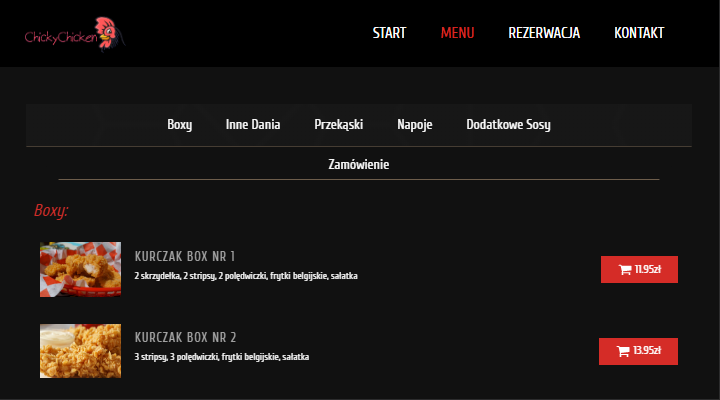 ChickyChicken
START MENU REZERWACJA KONTAKT
Boxy Inne Dania Przekąski Napoje Dodatkowe Sosy
Zamówienie
Boxy:
KURCZAK BOX NR 1
2 skrzydełka, 2 stripsy, 2 polędwiczki, frytki belgijskie, sałatka
11.95zł
KURCZAK BOX NR 2
3 stripsy, 3 polędwiczki, frytki belgijskie, sałatka
13.95zł